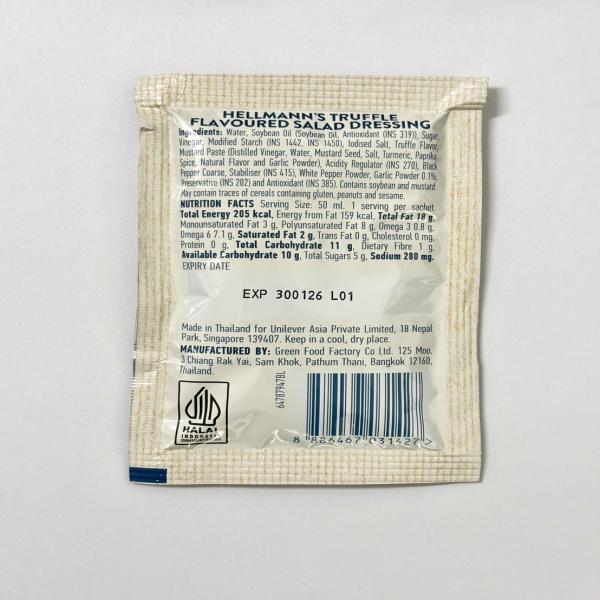 HELLMANN'S TRUFFLE
FLAVOURED SALAD DRESSING
Ingredients: Water, Soybean Oil (Soybean Oil, Antioxidant (INS 319)), Sugar,
Vinegar, Modified Starch (INS 1442, INS 1450), Iodised Salt, Truffle Flavor,
Mustard Paste (Distilled Vinegar, Water, Mustard Seed, Salt, Turmeric, Paprika,
Spice, Natural Flavor and Garlic Powder), Acidity Regulator (INS 270), Black
Pepper Coarse, Stabiliser (INS 415), White Pepper Powder, Garlic Powder 0.1%,
Preservative (INS 202) and Antioxidant (INS 385). Contains soybean and mustard.
May contain traces of cereals containing gluten, peanuts and sesame.
NUTRITION FACTS Serving Size: 50 ml. 1 serving per sachet.
Total Energy 205 kcal, Energy from Fat 159 kcal, Total Fat 18 g,
Monounsaturated Fat 3 g, Polyunsaturated Fat 8 g, Omega 3 0.8 g,
Omega 6 7.1 g, Saturated Fat 2 g, Trans Fat 0 g, Cholesterol 0 mg,
Protein 0 g, Total Carbohydrate 11 g, Dietary Fibre 1 g,
Available Carbohydrate 10 g, Total Sugars 5 g, Sodium 280 mg.
EXPIRY DATE
EXP 300126 L01
Made in Thailand for Unilever Asia Private Limited, 18 Nepal
Park, Singapore 139407. Keep in a cool, dry place.
MANUFACTURED BY: Green Food Factory Co Ltd. 125 Moo.
3 Chiang Rak Yai, Sam Khok, Pathum Thani, Bangkok 12160,
Thailand.
64787947BL
HALAL
INDONESIA
8 886467 031427 >